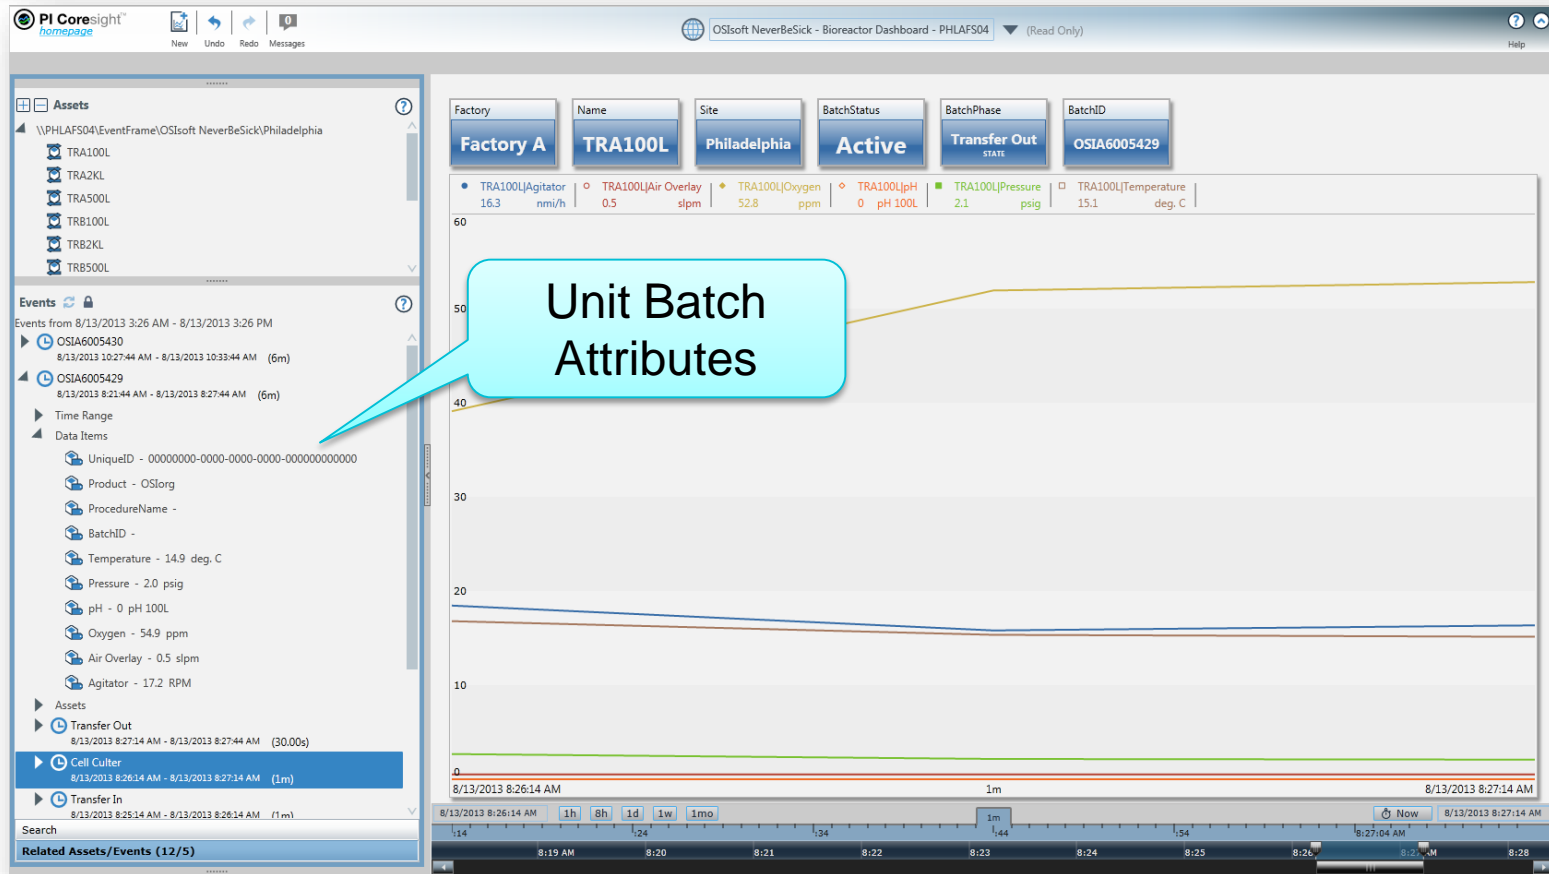 PI Coresight™
homepage
New Undo Redo Messages
0
OSIsoft NeverBeSick - Bioreactor Dashboard - PHLAFS04 (Read Only)
Help
Assets
\\PHLAFS04\EventFrame\OSIsoft NeverBeSick\Philadelphia
TRA100L
TRA2KL
TRA500L
TRB100L
TRB2KL
TRB500L
Events
Events from 8/13/2013 3:26 AM - 8/13/2013 3:26 PM
OSIA6005430
8/13/2013 10:27:44 AM - 8/13/2013 10:33:44 AM (6m)
OSIA6005429
8/13/2013 8:21:44 AM - 8/13/2013 8:27:44 AM (6m)
Time Range
Data Items
UniqueID - 00000000-0000-0000-0000-000000000000
Product - OSIorg
ProcedureName -
BatchID -
Temperature - 14.9 deg. C
Pressure - 2.0 psig
pH - 0 pH 100L
Oxygen - 54.9 ppm
Air Overlay - 0.5 slpm
Agitator - 17.2 RPM
Assets
Transfer Out
8/13/2013 8:27:14 AM - 8/13/2013 8:27:44 AM (30.00s)
Cell Culter
8/13/2013 8:26:14 AM - 8/13/2013 8:27:14 AM (1m)
Transfer In
8/13/2013 8:25:14 AM - 8/13/2013 8:26:14 AM (1m)
Search
Related Assets/Events (12/5)
Factory Name Site BatchStatus BatchPhase BatchID
Factory A TRA100L Philadelphia Active Transfer Out OSIA6005429
STATE
TRA100L|Agitator TRA100L|Air Overlay TRA100L|Oxygen TRA100L|pH TRA100L|Pressure TRA100L|Temperature
16.3 nmi/h 0.5 slpm 52.8 ppm 0 pH 100L 2.1 psig 15.1 deg. C
60
50
Unit Batch
Attributes
40
30
20
10
0
8/13/2013 8:26:14 AM 1m 8/13/2013 8:27:14 AM
8/13/2013 8:26:14 AM 1h 8h 1d 1w 1mo 1m Now 8/13/2013 8:27:14 AM
:14 :24 :34 :44 :54 8:27:04 AM
8:19 AM 8:20 8:21 8:22 8:23 8:24 8:25 8:26 8:28